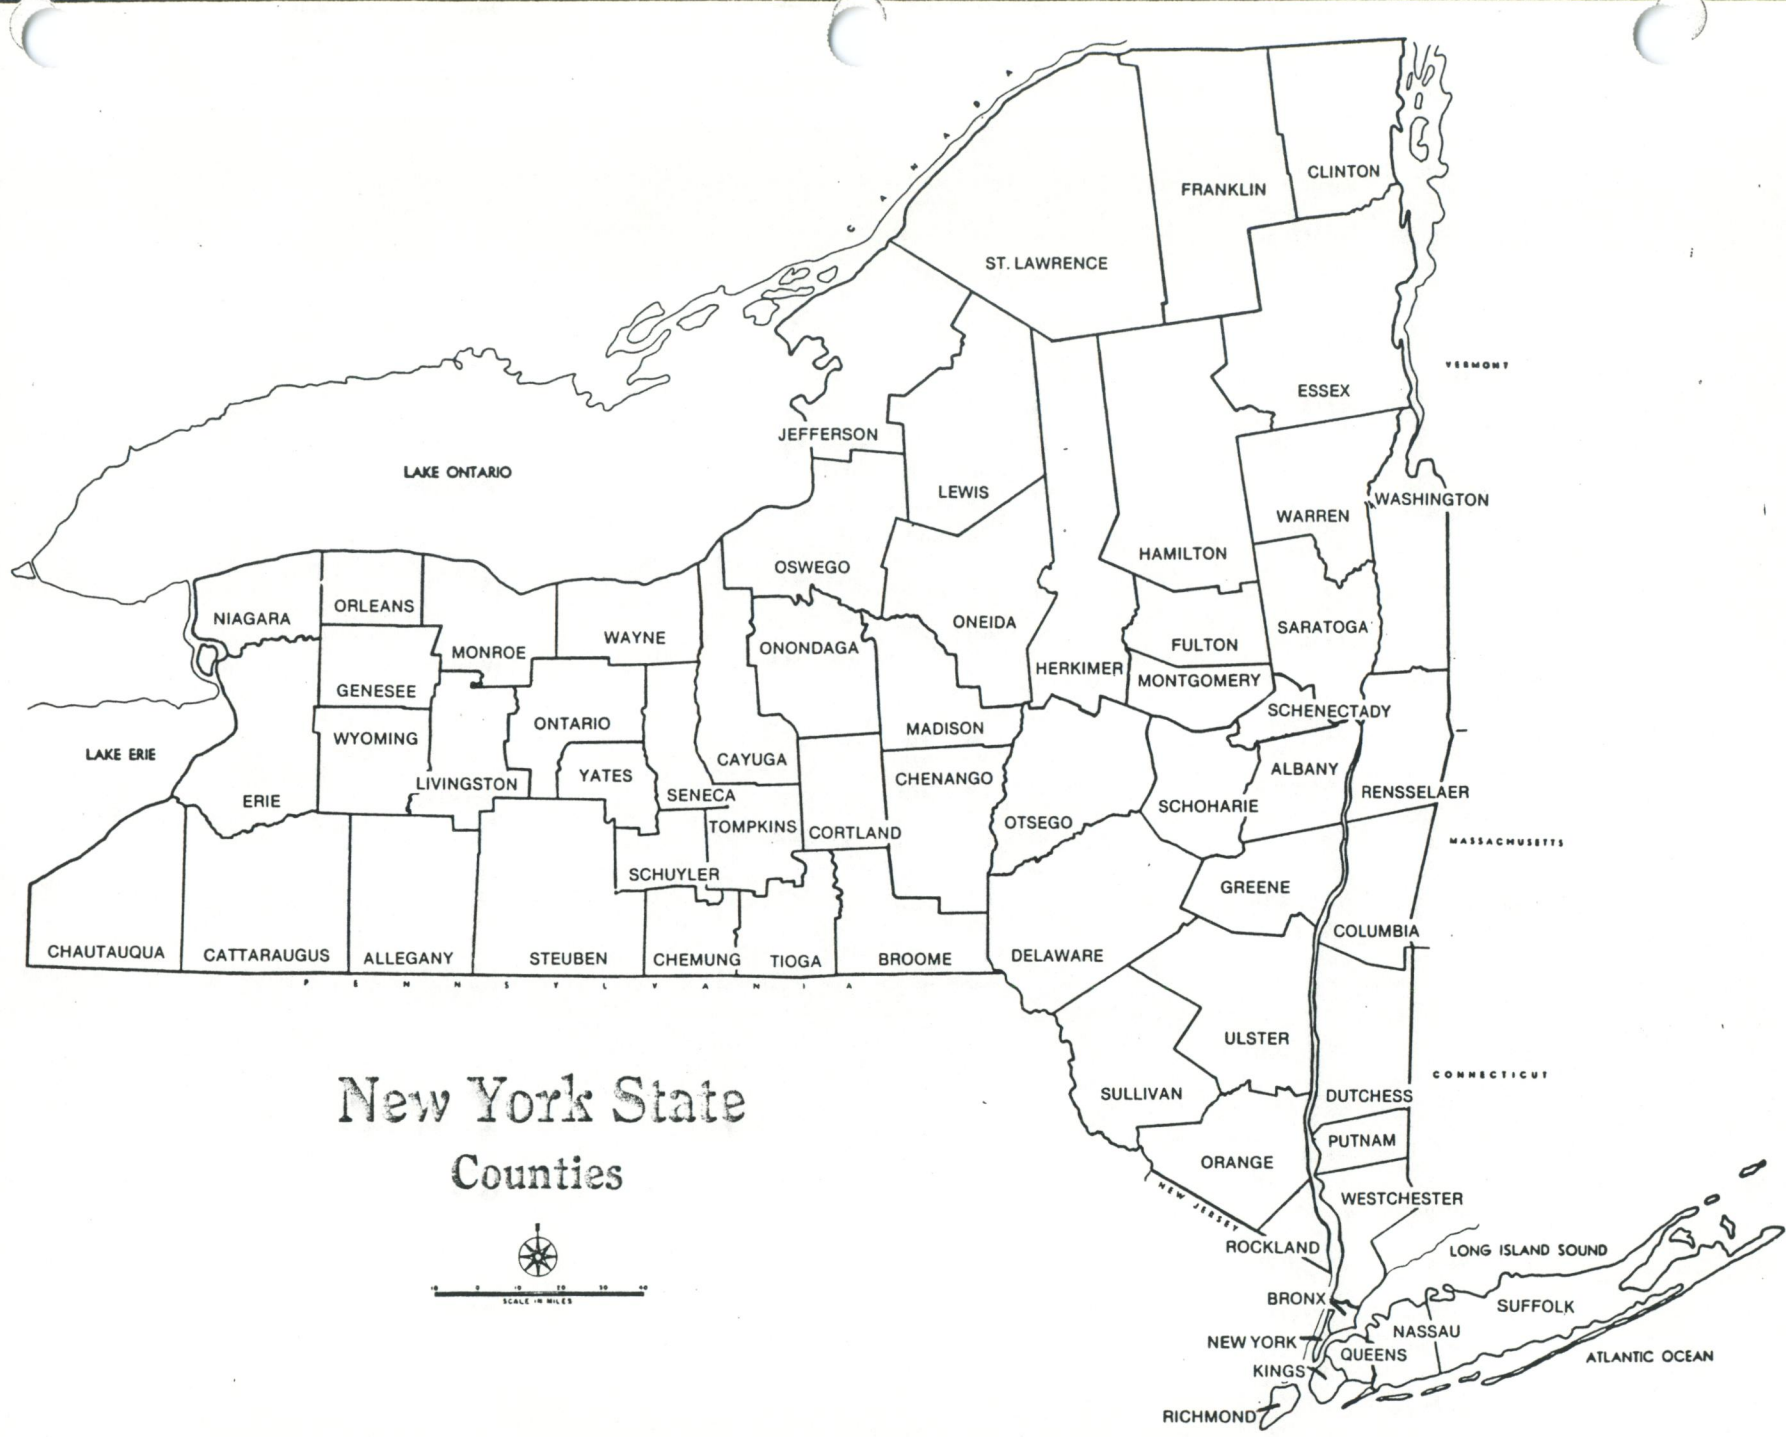 C A N A D A
CLINTON
FRANKLIN
ST. LAWRENCE
VERMONT
ESSEX
JEFFERSON
LAKE ONTARIO
LEWIS
WASHINGTON
WARREN
HAMILTON
OSWEGO
NIAGARA
ORLEANS
ONEIDA
WAYNE
SARATOGA
FULTON
MONROE
ONONDAGA
HERKIMER
MONTGOMERY
GENESEE
SCHENECTADY
ONTARIO
MADISON
WYOMING
LAKE ERIE
CAYUGA
ALBANY
YATES
CHENANGO
LIVINGSTON
SENECA
RENSSELAER
ERIE
SCHOHARIE
OTSEGO
TOMPKINS
CORTLAND
MASSACHUSETTS
SCHUYLER
GREENE
COLUMBIA
CHAUTAUQUA
CATTARAUGUS
ALLEGANY
STEUBEN
CHEMUNG
TIOGA
BROOME
DELAWARE
P E N N S Y L V A N I A
ULSTER
CONNECTICUT
New York State
Counties
SULLIVAN
DUTCHESS
PUTNAM
ORANGE
NEW JERSEY
WESTCHESTER
ROCKLAND
LONG ISLAND SOUND
SCALE IN MILES
BRONX
SUFFOLK
NEW YORK
NASSAU
QUEENS
KINGS
ATLANTIC OCEAN
RICHMOND